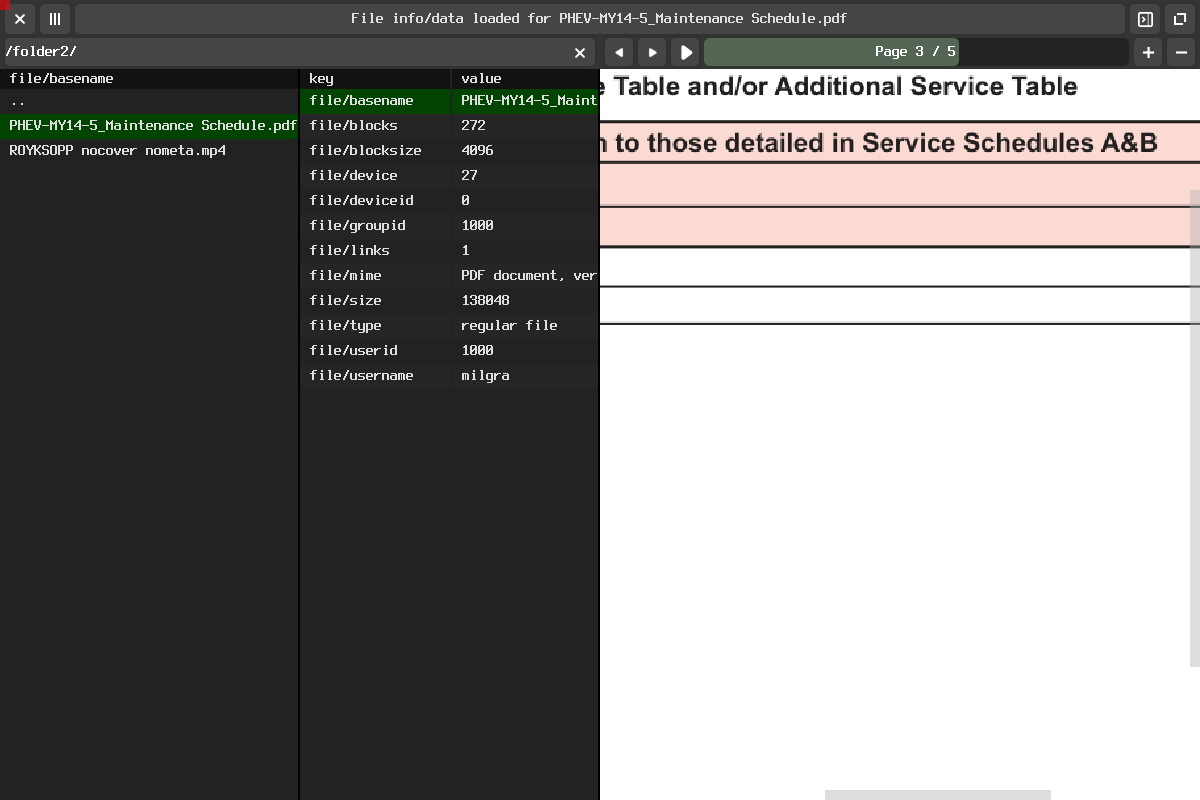 File info/data loaded for PHEV-MY14-5_Maintenance Schedule.pdf
/folder2/
Page 3 / 5
file/basename
..
PHEV-MY14-5_Maintenance Schedule.pdf
ROYKSOPP nocover nometa.mp4
key value
file/basename PHEV-MY14-5_Maint
file/blocks 272
file/blocksize 4096
file/device 27
file/deviceid 0
file/groupid 1000
file/links 1
file/mime PDF document, ver
file/size 138048
file/type regular file
file/userid 1000
file/username milgra
e Table and/or Additional Service Table
n to those detailed in Service Schedules A&B